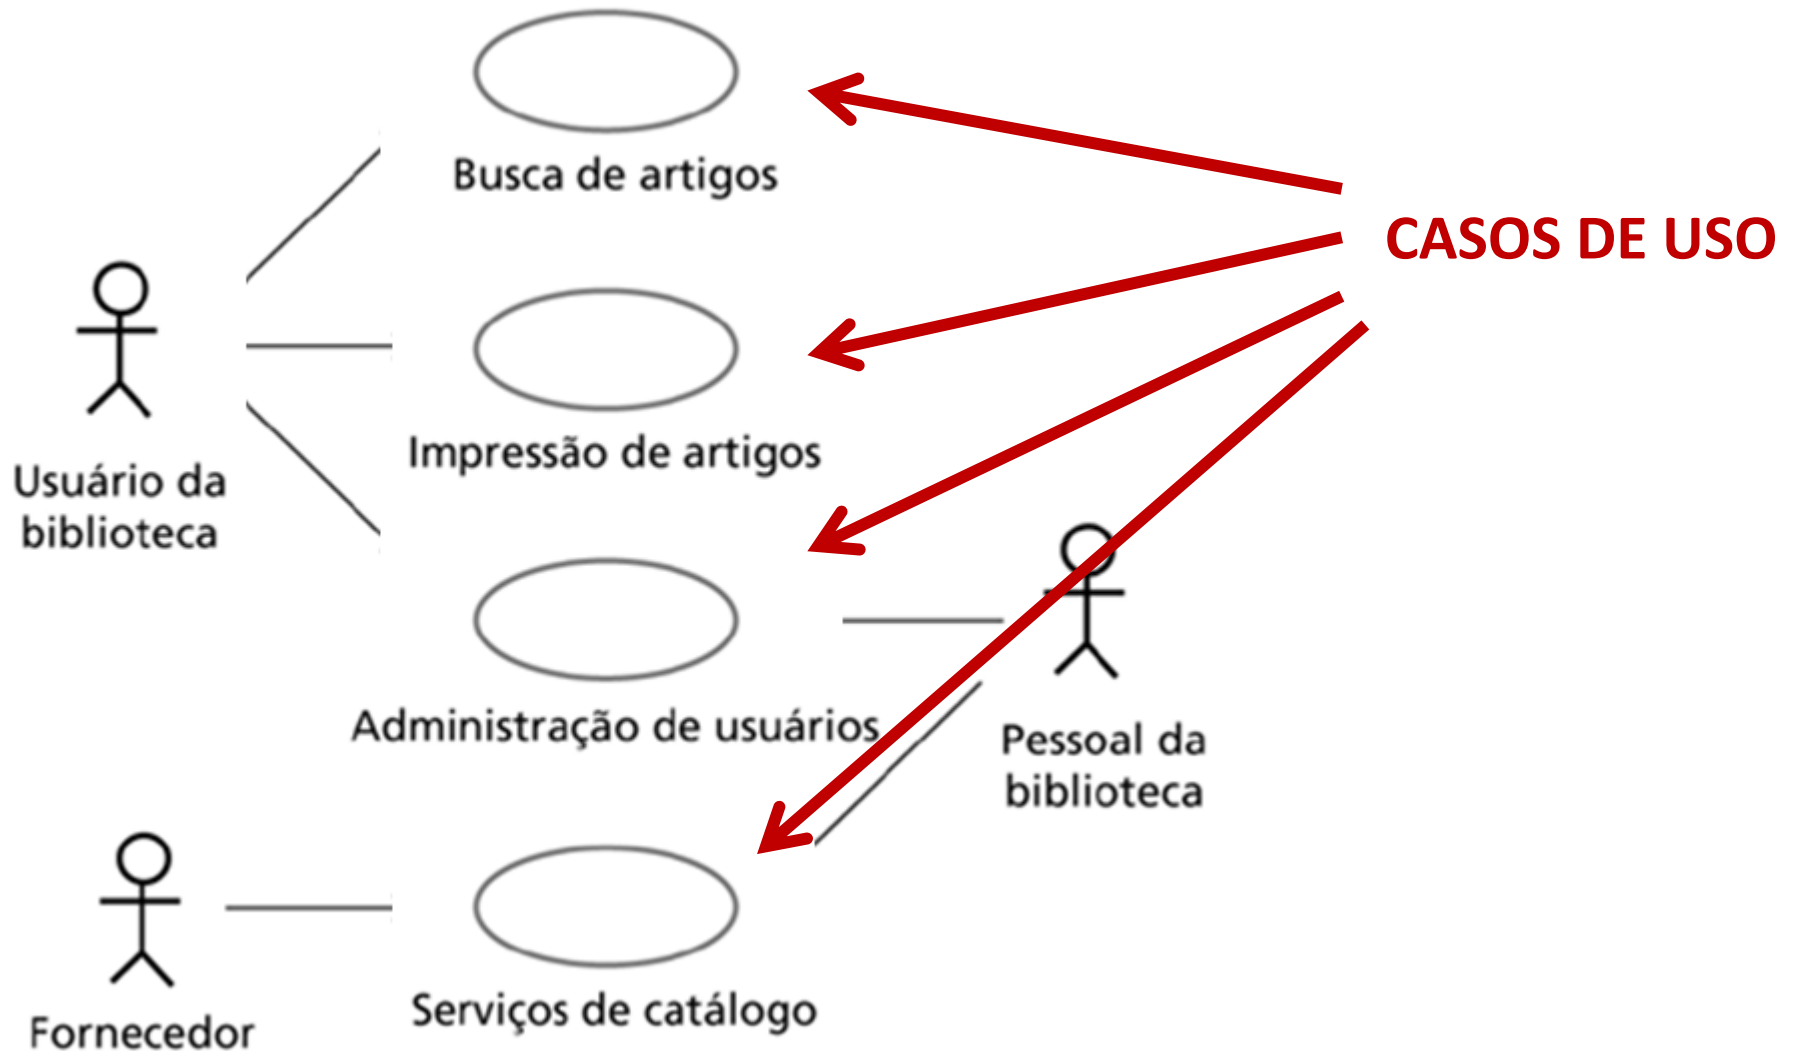 Busca de artigos
CASOS DE USO
Impressão de artigos
Usuário da
biblioteca
Administração de usuários
Pessoal da
biblioteca
Serviços de catálogo
Fornecedor